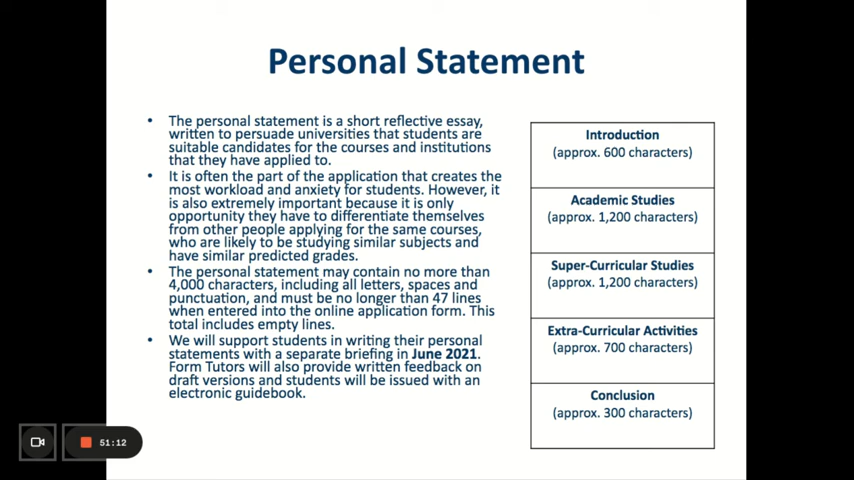 Personal Statement
• The personal statement is a short reflective essay,
written to persuade universities that students are
suitable candidates for the courses and institutions
that they have applied to.
• It is often the part of the application that creates the
most workload and anxiety for students. However, it
is also extremely important because it is only
opportunity they have to differentiate themselves
from other people applying for the same courses,
who are likely to be studying similar subjects and
have similar predicted grades.
• The personal statement may contain no more than
4,000 characters, including all letters, spaces and
punctuation, and must be no longer than 47 lines
when entered into the online application form. This
total includes empty lines.
• We will support students in writing their personal
statements with a separate briefing in June 2021.
Form Tutors will also provide written feedback on
draft versions and students will be issued with an
electronic guidebook.
Introduction
(approx. 600 characters)
Academic Studies
(approx. 1,200 characters)
Super-Curricular Studies
(approx. 1,200 characters)
Extra-Curricular Activities
(approx. 700 characters)
Conclusion
(approx. 300 characters)
51:12